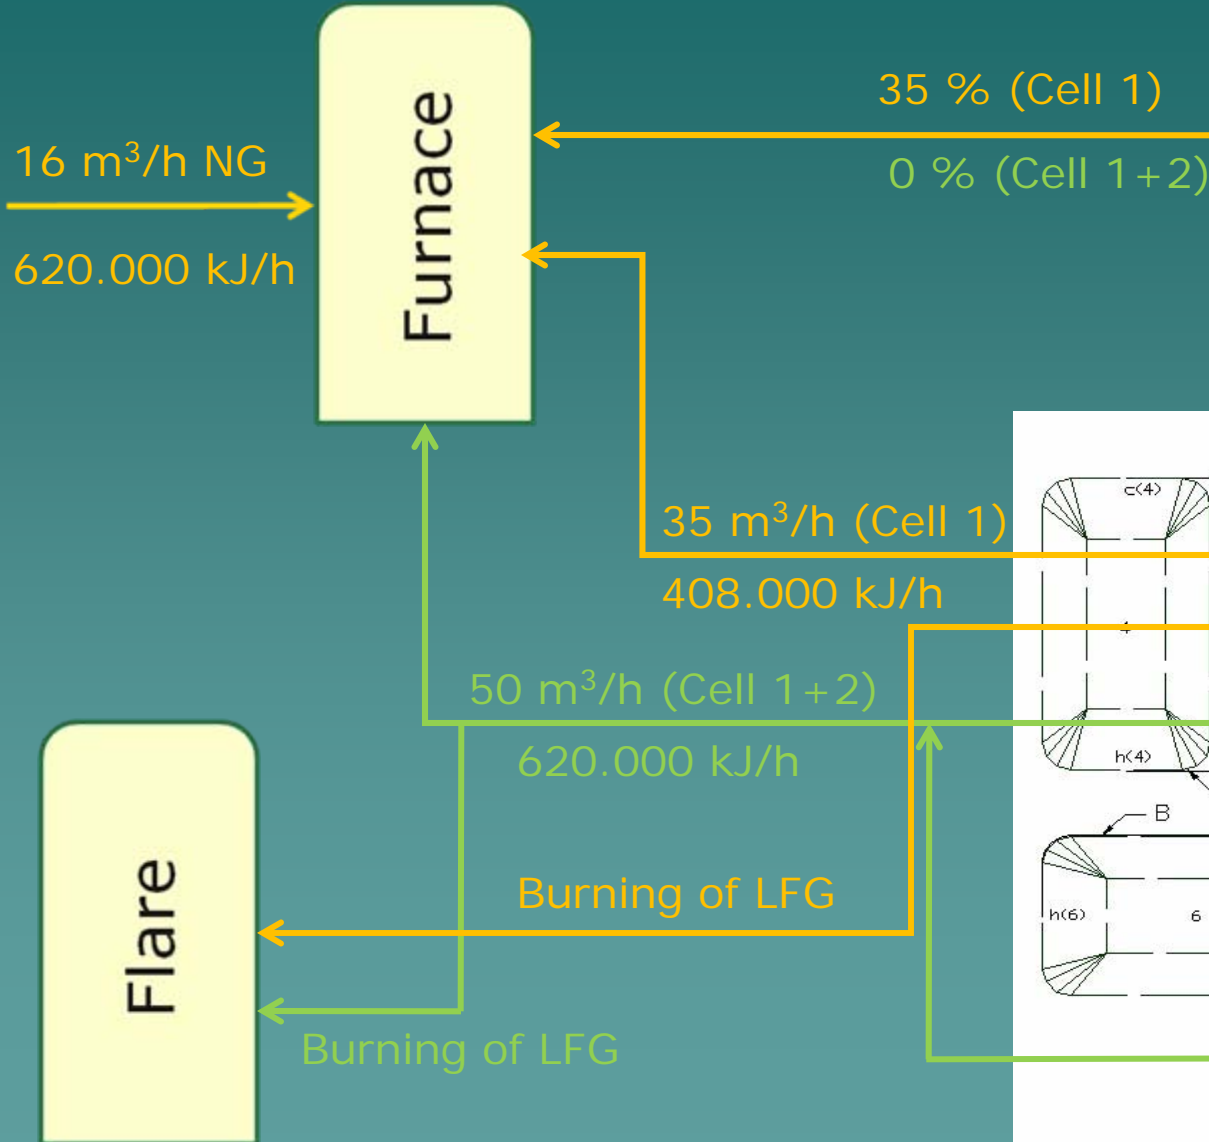 35 % (Cell 1)
0 % (Cell 1+2)
16 m³/h NG
620.000 kJ/h
Furnace
35 m³/h (Cell 1)
408.000 kJ/h
c(4)
4
h(4)
50 m³/h (Cell 1+2)
620.000 kJ/h
B
h(6)
6
Flare
Burning of LFG
Burning of LFG